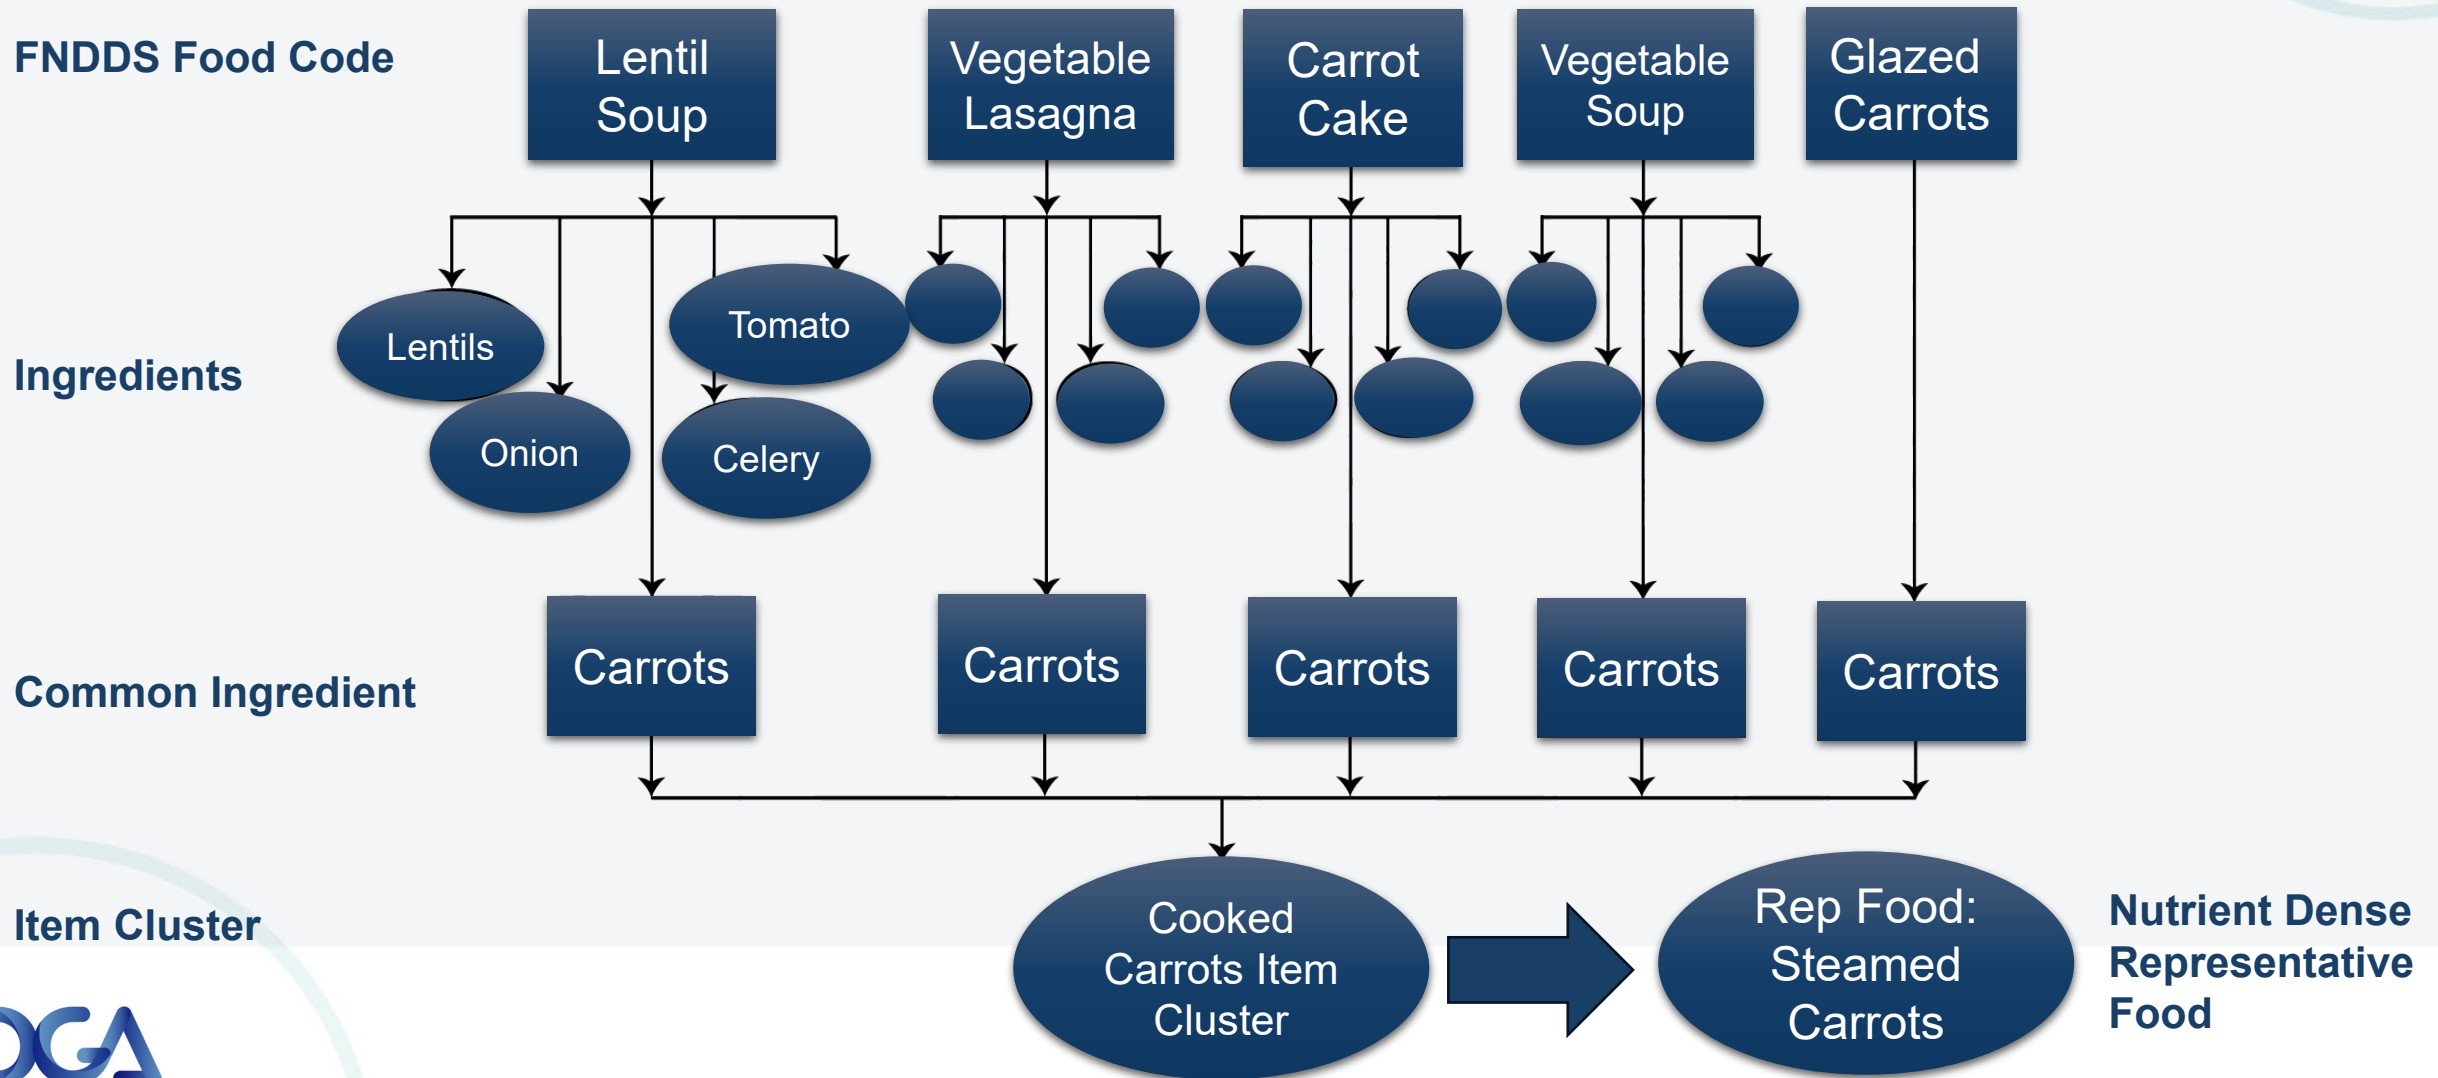 FNDDS Food Code
Lentil
Soup
Vegetable
Lasagna
Carrot
Cake
Vegetable
Soup
Glazed
Carrots
Ingredients
Lentils
Onion
Tomato
Celery
Common Ingredient
Carrots
Carrots
Carrots
Carrots
Carrots
Item Cluster
Cooked
Carrots Item
Cluster
Rep Food:
Steamed
Carrots
Nutrient Dense
Representative
Food
DGA